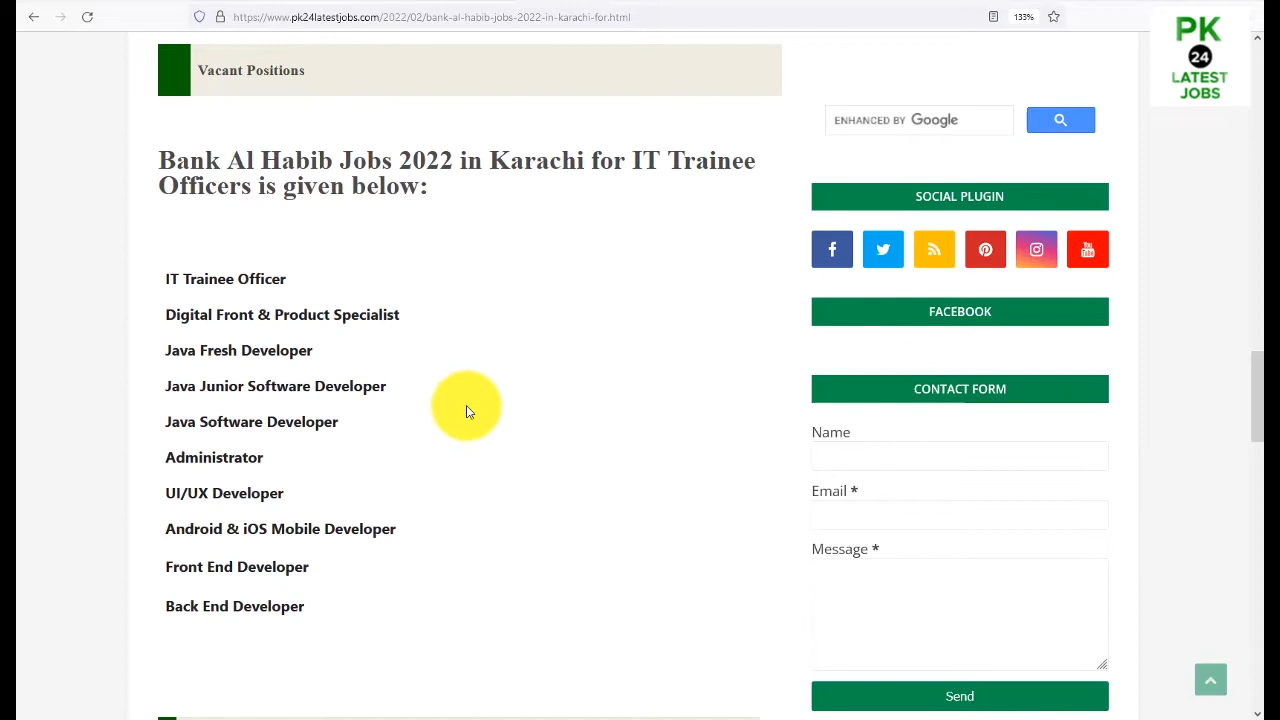 https://www.pk24latestjobs.com/2022/02/bank-al-habib-jobs-2022-in-karachi-for.html
133%
PK
24
LATEST
JOBS
Vacant Positions
ENHANCED BY Google
Bank Al Habib Jobs 2022 in Karachi for IT Trainee
Officers is given below:
SOCIAL PLUGIN
You
Tube
IT Trainee Officer
Digital Front & Product Specialist
Java Fresh Developer
Java Junior Software Developer
Java Software Developer
Administrator
UI/UX Developer
Android & iOS Mobile Developer
Front End Developer
Back End Developer
FACEBOOK
CONTACT FORM
Name
Email *
Message *
Send